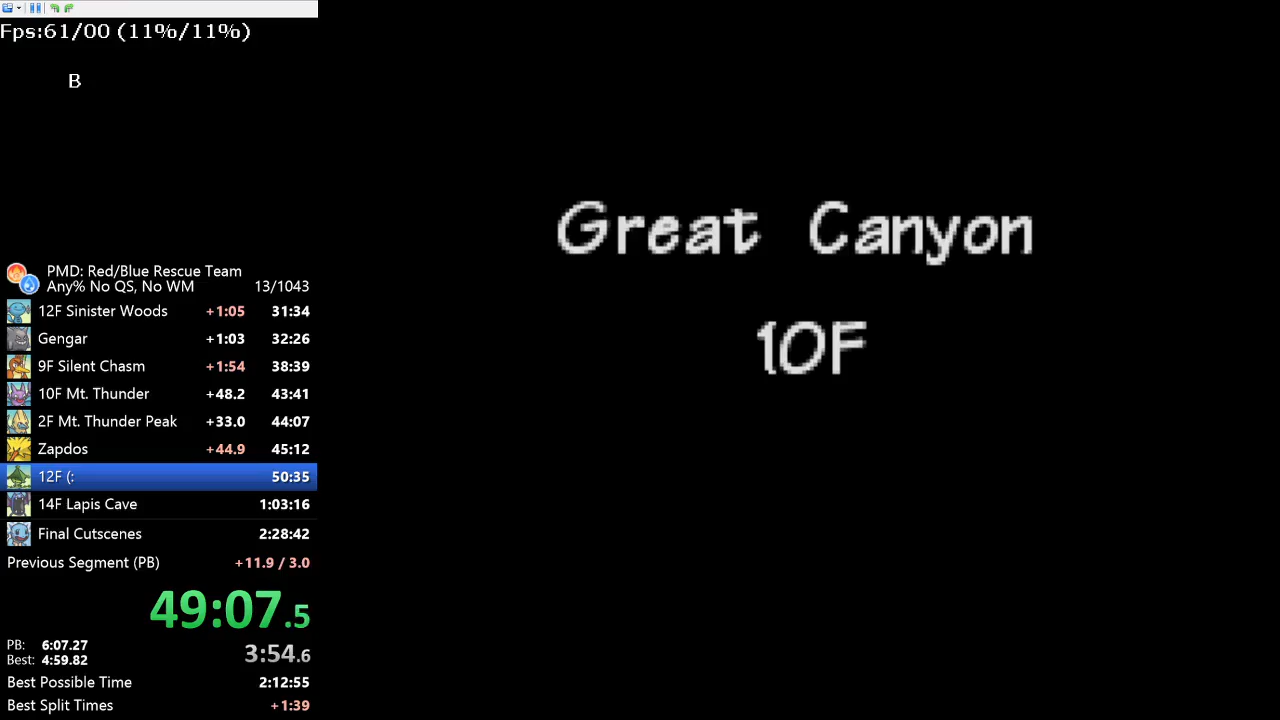 Fps:61/00 (11%/11%)
B
Great Canyon
10F
PMD: Red/Blue Rescue Team
Any% No QS, No WM 13/1043
12F Sinister Woods +1:05 31:34
Gengar +1:03 32:26
9F Silent Chasm +1:54 38:39
10F Mt. Thunder +48.2 43:41
2F Mt. Thunder Peak +33.0 44:07
Zapdos +44.9 45:12
12F (: 50:35
14F Lapis Cave 1:03:16
Final Cutscenes 2:28:42
Previous Segment (PB) +11.9 / 3.0
49:07.5
PB: 6:07.27
Best: 4:59.82
3:54.6
Best Possible Time 2:12:55
Best Split Times +1:39